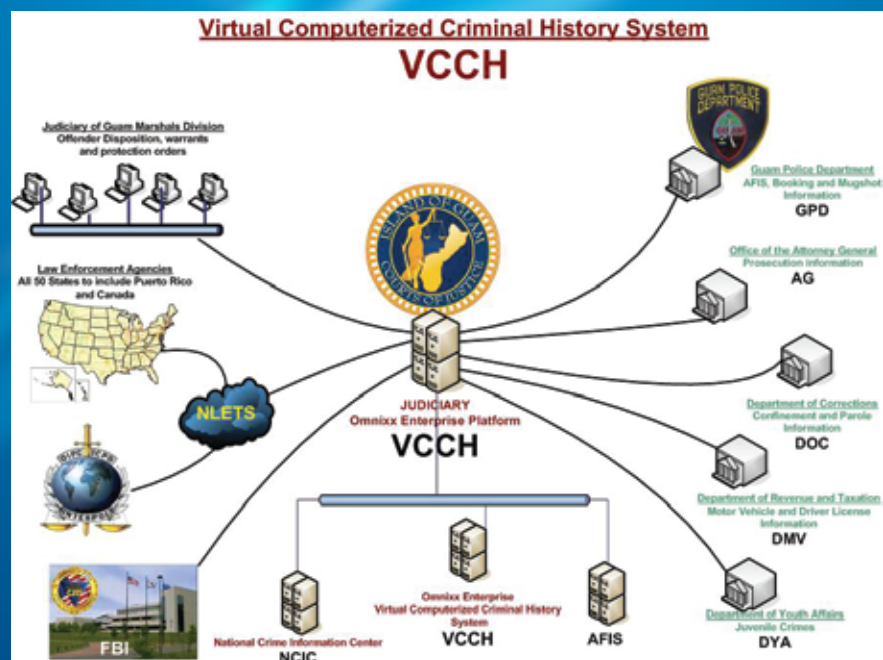 Virtual Computerized Criminal History System
VCCH
Judiciary of Guam Marshals Division
Offender Disposition, warrants
and protection orders
Law Enforcement Agencies
All 50 States to include Puerto Rico
and Canada
NLETS
FBI
ISLAND OF GUAM
COURTS OF JUSTICE
JUDICIARY
Omnixx Enterprise Platform
VCCH
National Crime Information Center
NCIC
Omnixx Enterprise
Virtual Computerized Criminal History
System
VCCH
AFIS
GUAM POLICE
DEPARTMENT
Guam Police Department
AFIS, Booking and Mugshot
Information
GPD
Office of the Attorney General
Prosecution information
AG
Department of Corrections
Confinement and Parole
Information
DOC
Department of Revenue and Taxation
Motor Vehicle and Driver License
Information
DMV
Department of Youth Affairs
Juvenile Crimes
DYA